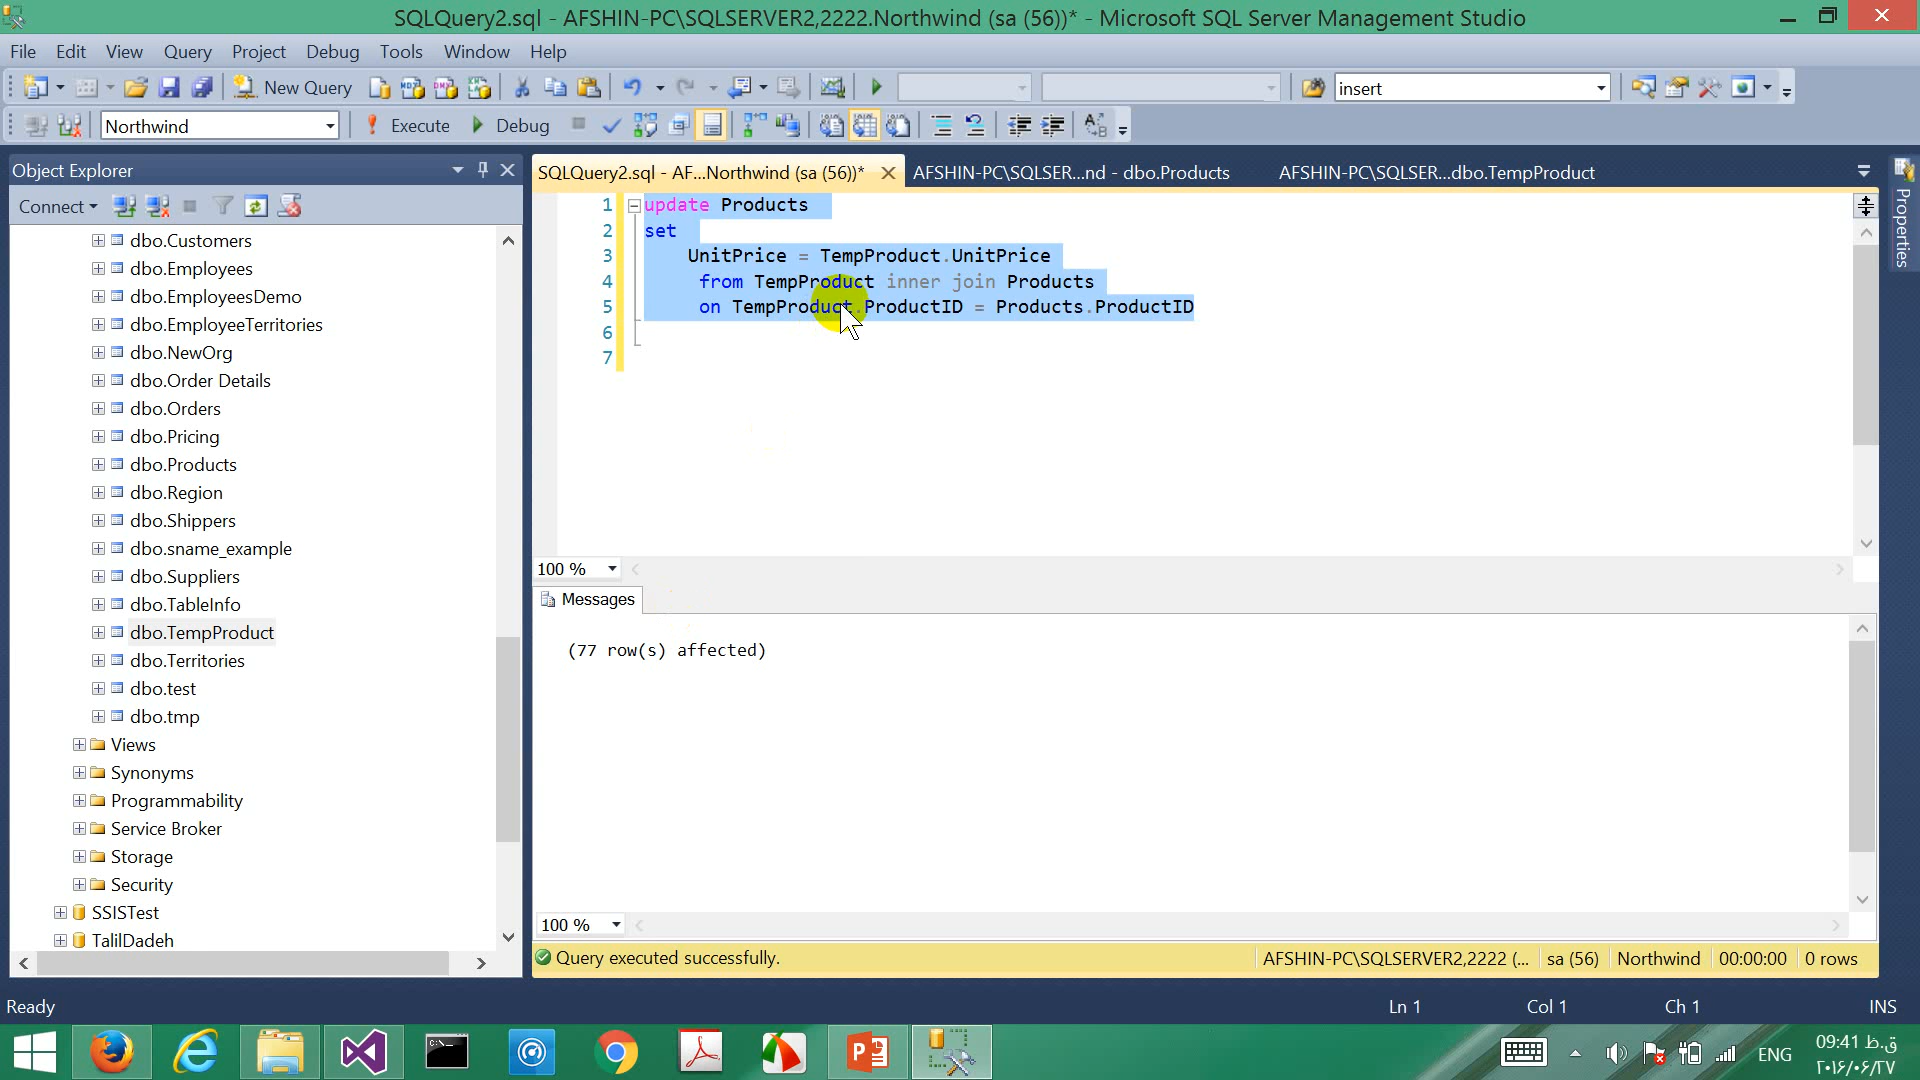 SQLQuery2.sql - AFSHIN-PC\SQLSERVER2,2222.Northwind (sa (56))* - Microsoft SQL Server Management Studio
File Edit View Query Project Debug Tools Window Help
New Query insert
Northwind Execute Debug
Object Explorer
Connect
dbo.Customers
dbo.Employees
dbo.EmployeesDemo
dbo.EmployeeTerritories
dbo.NewOrg
dbo.Order Details
dbo.Orders
dbo.Pricing
dbo.Products
dbo.Region
dbo.Shippers
dbo.sname_example
dbo.Suppliers
dbo.TableInfo
dbo.TempProduct
dbo.Territories
dbo.test
dbo.tmp
Views
Synonyms
Programmability
Service Broker
Storage
Security
SSISTest
TalilDadeh
SQLQuery2.sql - AF...Northwind (sa (56))* AFSHIN-PC\SQLSER...nd - dbo.Products AFSHIN-PC\SQLSER...dbo.TempProduct
1 update Products
2 set
3 UnitPrice = TempProduct.UnitPrice
4 from TempProduct inner join Products
5 on TempProduct.ProductID = Products.ProductID
6
7
100 %
Messages
(77 row(s) affected)
100 %
Query executed successfully. AFSHIN-PC\SQLSERVER2,2222 (... sa (56) Northwind 00:00:00 0 rows
Properties
Ready Ln 1 Col 1 Ch 1 INS
ENG
09:41 ق.ظ
۲۰۱۶/۰۶/۲۷